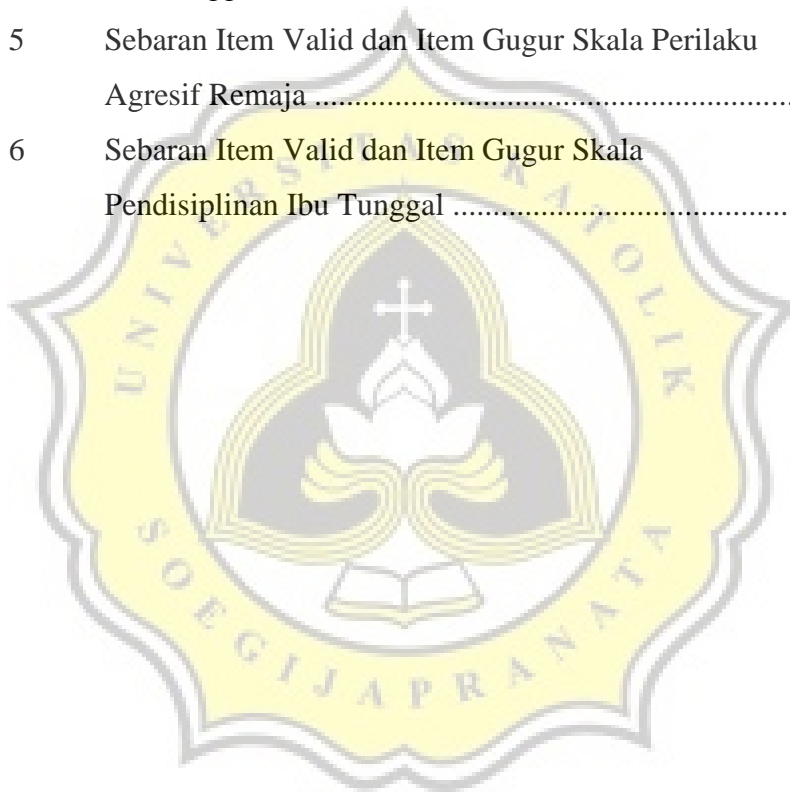 5 Sebaran Item Valid dan Item Gugur Skala Perilaku
Agresif Remaja ............................................................
6 Sebaran Item Valid dan Item Gugur Skala
Pendisiplinan Ibu Tunggal ..........................................
UNIVERSITAS KATOLIK
SOEGIJAPRANATA